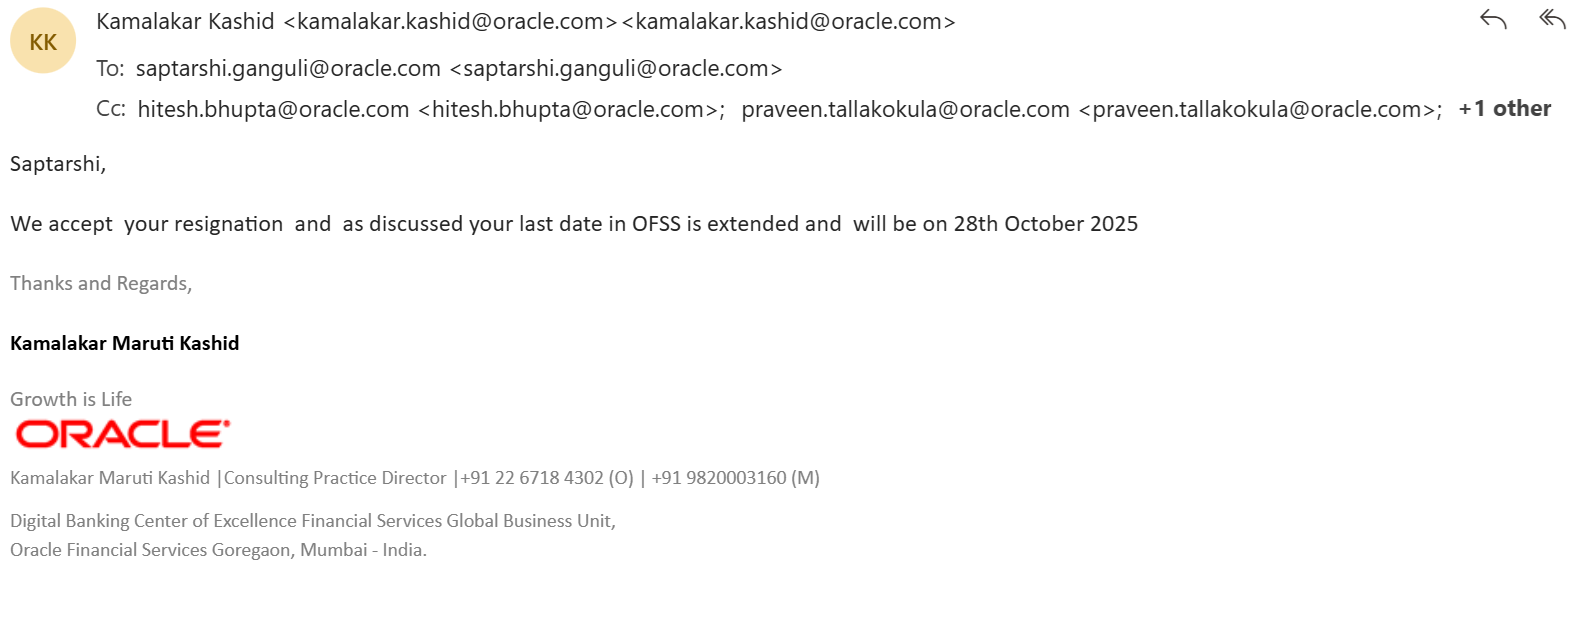 KK
Kamalakar Kashid <kamalakar.kashid@oracle.com><kamalakar.kashid@oracle.com>
To: saptarshi.ganguli@oracle.com <saptarshi.ganguli@oracle.com>
Cc: hitesh.bhupta@oracle.com <hitesh.bhupta@oracle.com>; praveen.tallakokula@oracle.com <praveen.tallakokula@oracle.com>; +1 other
Saptarshi,
We accept  your resignation  and  as discussed your last date in OFSS is extended and  will be on 28th October 2025
Thanks and Regards,
Kamalakar Maruti Kashid
Growth is Life
ORACLE
Kamalakar Maruti Kashid |Consulting Practice Director |+91 22 6718 4302 (O) | +91 9820003160 (M)
Digital Banking Center of Excellence Financial Services Global Business Unit,
Oracle Financial Services Goregaon, Mumbai - India.